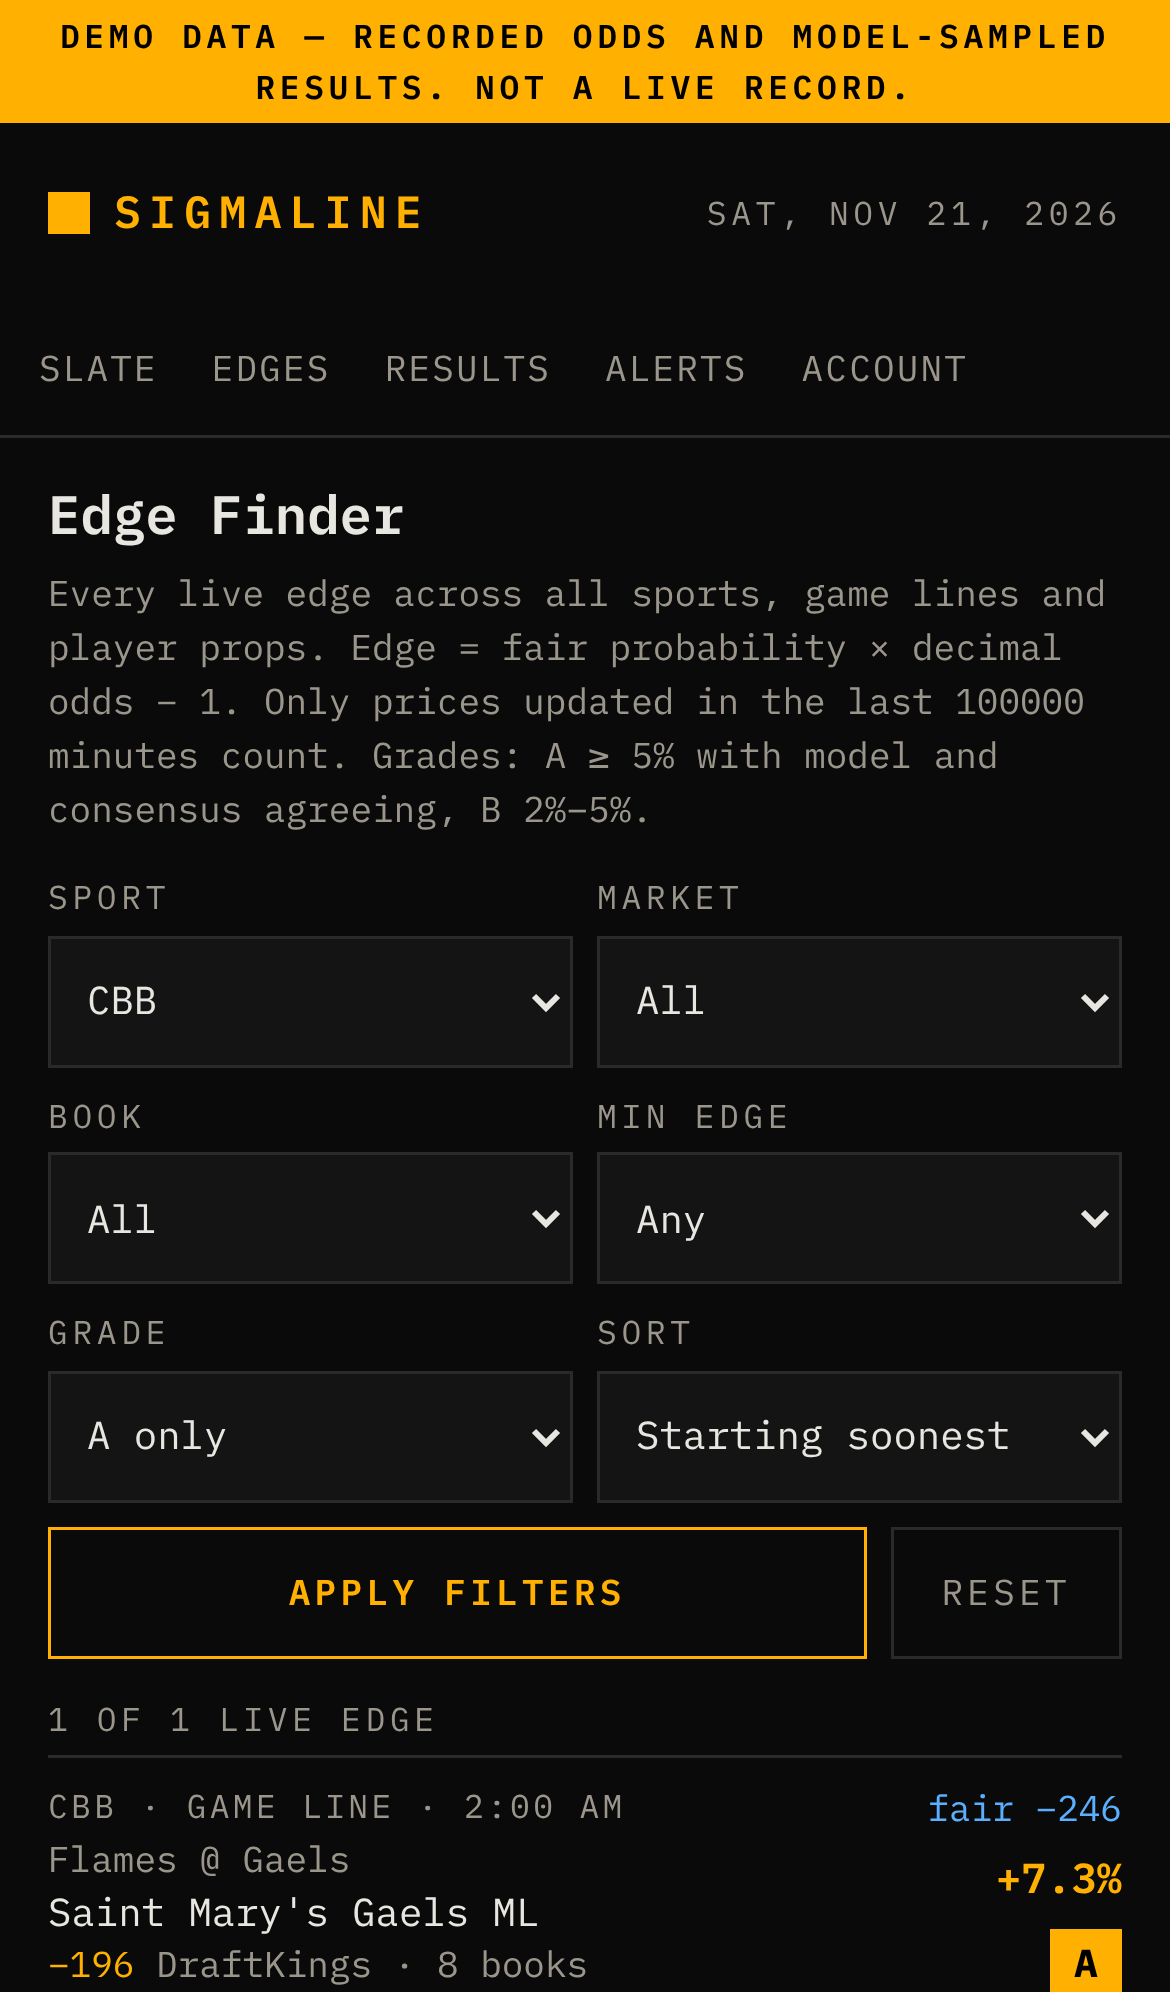 DEMO DATA — RECORDED ODDS AND MODEL-SAMPLED
RESULTS. NOT A LIVE RECORD.
SIGMALINE
SAT, NOV 21, 2026
SLATE EDGES RESULTS ALERTS ACCOUNT
Edge Finder
Every live edge across all sports, game lines and
player props. Edge = fair probability × decimal
odds − 1. Only prices updated in the last 100000
minutes count. Grades: A ≥ 5% with model and
consensus agreeing, B 2%–5%.
SPORT MARKET
CBB All
BOOK MIN EDGE
All Any
GRADE SORT
A only Starting soonest
APPLY FILTERS RESET
1 OF 1 LIVE EDGE
CBB · GAME LINE · 2:00 AM
fair −246
Flames @ Gaels
+7.3%
Saint Mary's Gaels ML
−196 DraftKings · 8 books
A